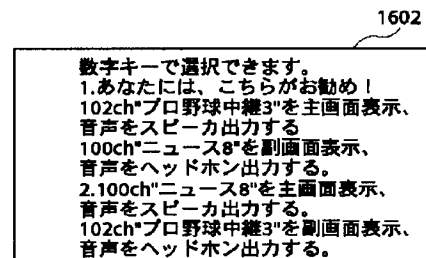 1602
数字キーで選択できます。
1.あなたには、こちらがお勧め！
102ch"プロ野球中継3"を主画面表示、
音声をスピーカ出力する
100ch"ニュース8"を副画面表示、
音声をヘッドホン出力する。
2.100ch"ニュース8"を主画面表示、
音声をスピーカ出力する。
102ch"プロ野球中継3"を副画面表示、
音声をヘッドホン出力する。